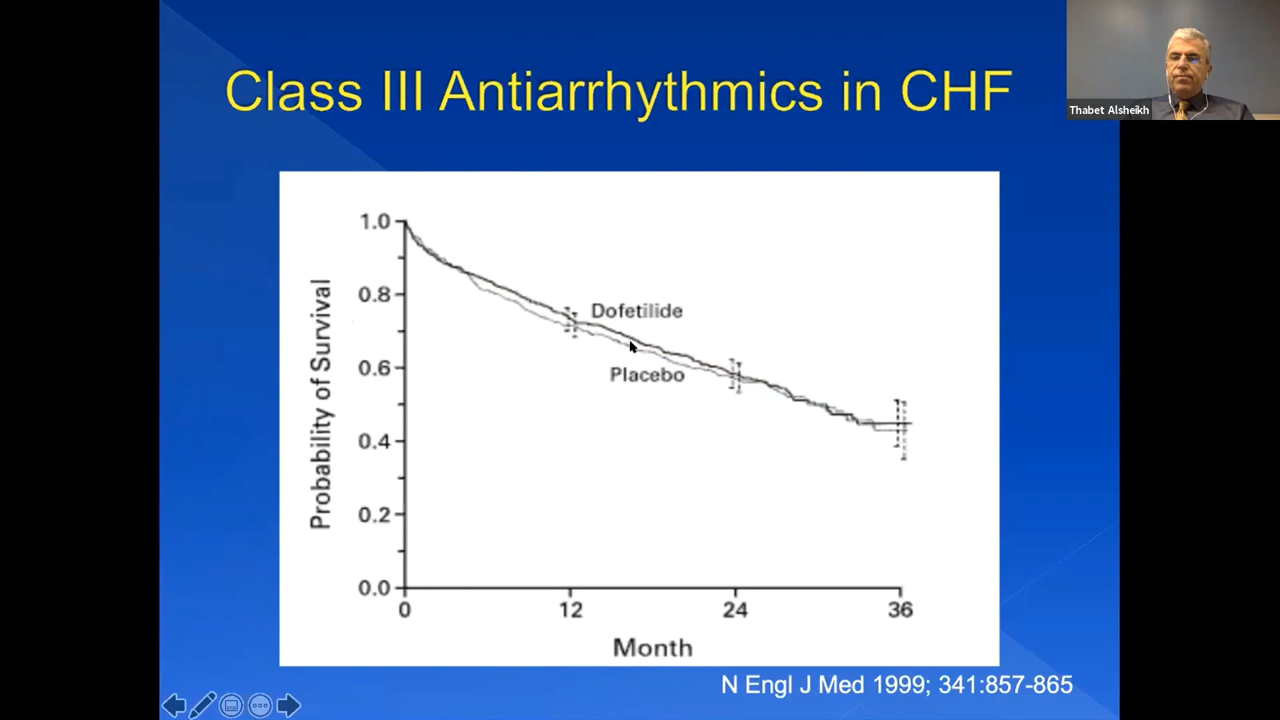 Class III Antiarrhythmics in CHF
Thabet Alsheikh
1.0
0.8
0.6
0.4
0.2
0.0
Probability of Survival
Dofetilide
Placebo
0 12 24 36
Month
N Engl J Med 1999; 341:857-865